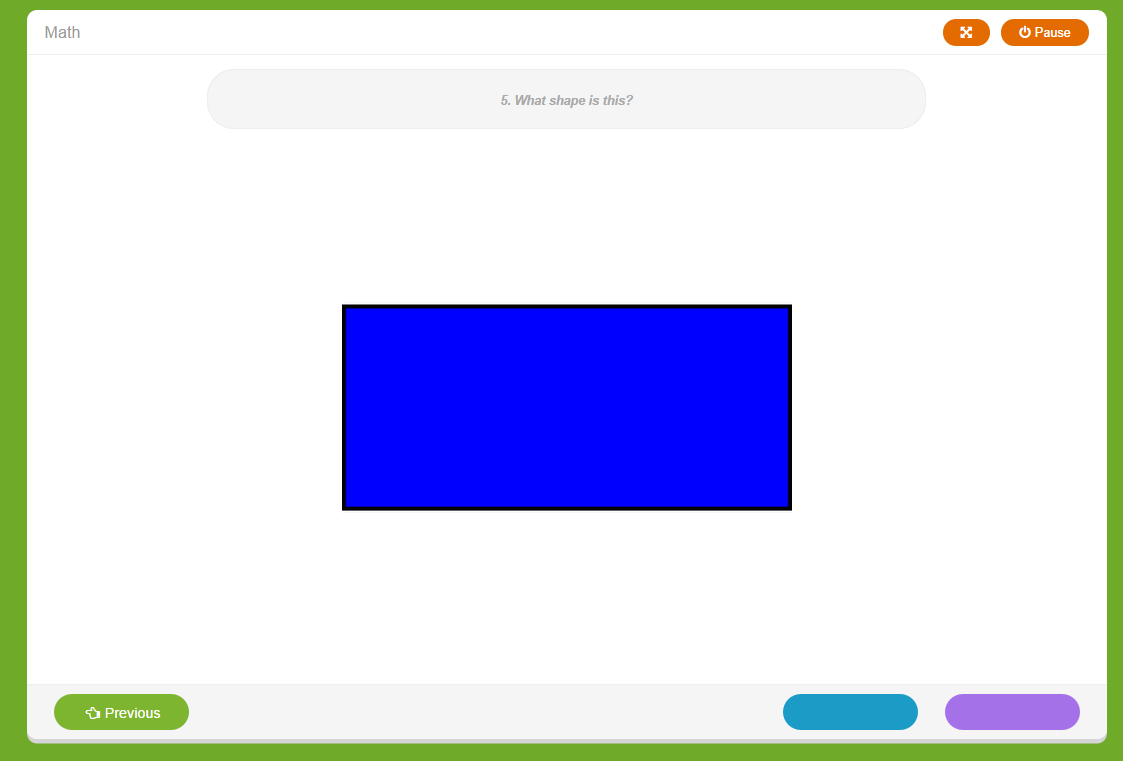 Math
Pause
5. What shape is this?
Previous